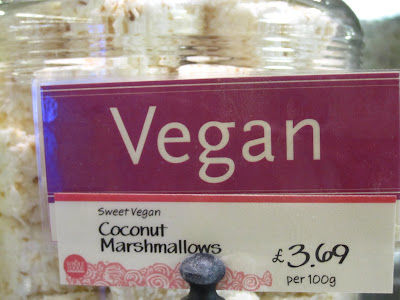 Vegan
Sweet Vegan
Coconut
Marshmallows
£3.69
per 100g